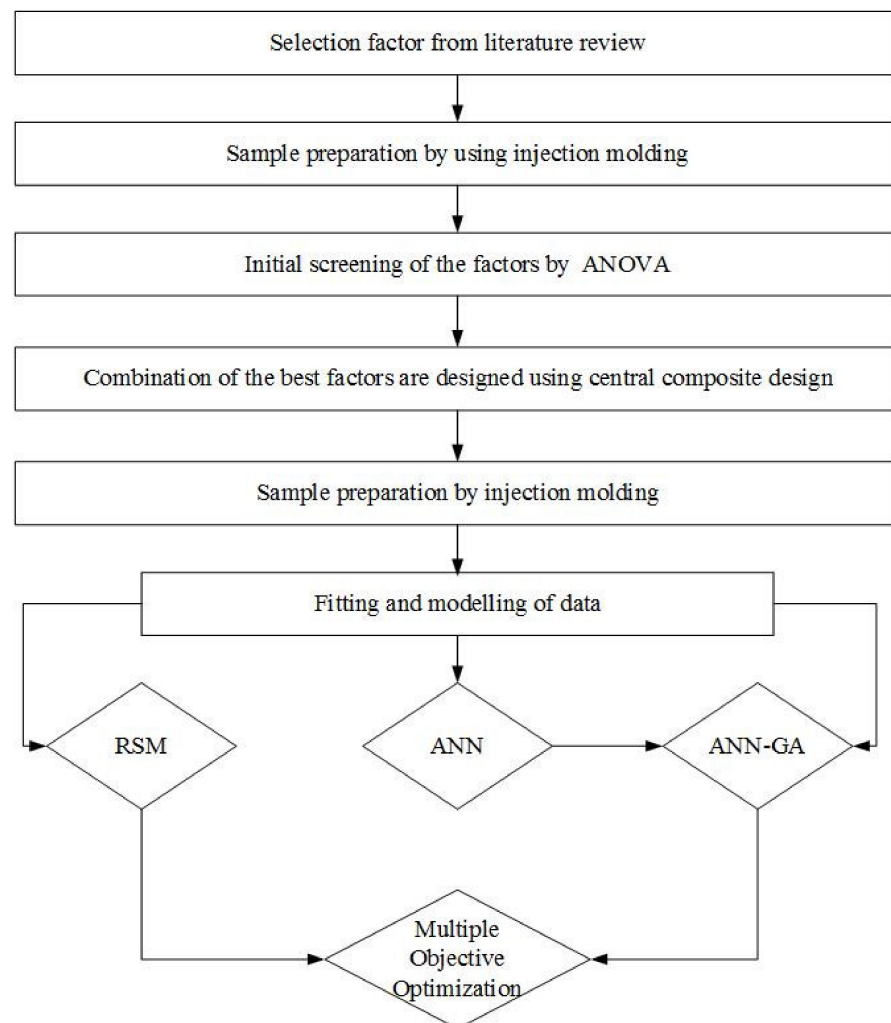 Selection factor from literature review
Sample preparation by using injection molding
Initial screening of the factors by ANOVA
Combination of the best factors are designed using central composite design
Sample preparation by injection molding
Fitting and modelling of data
RSM
ANN
ANN-GA
Multiple
Objective
Optimization